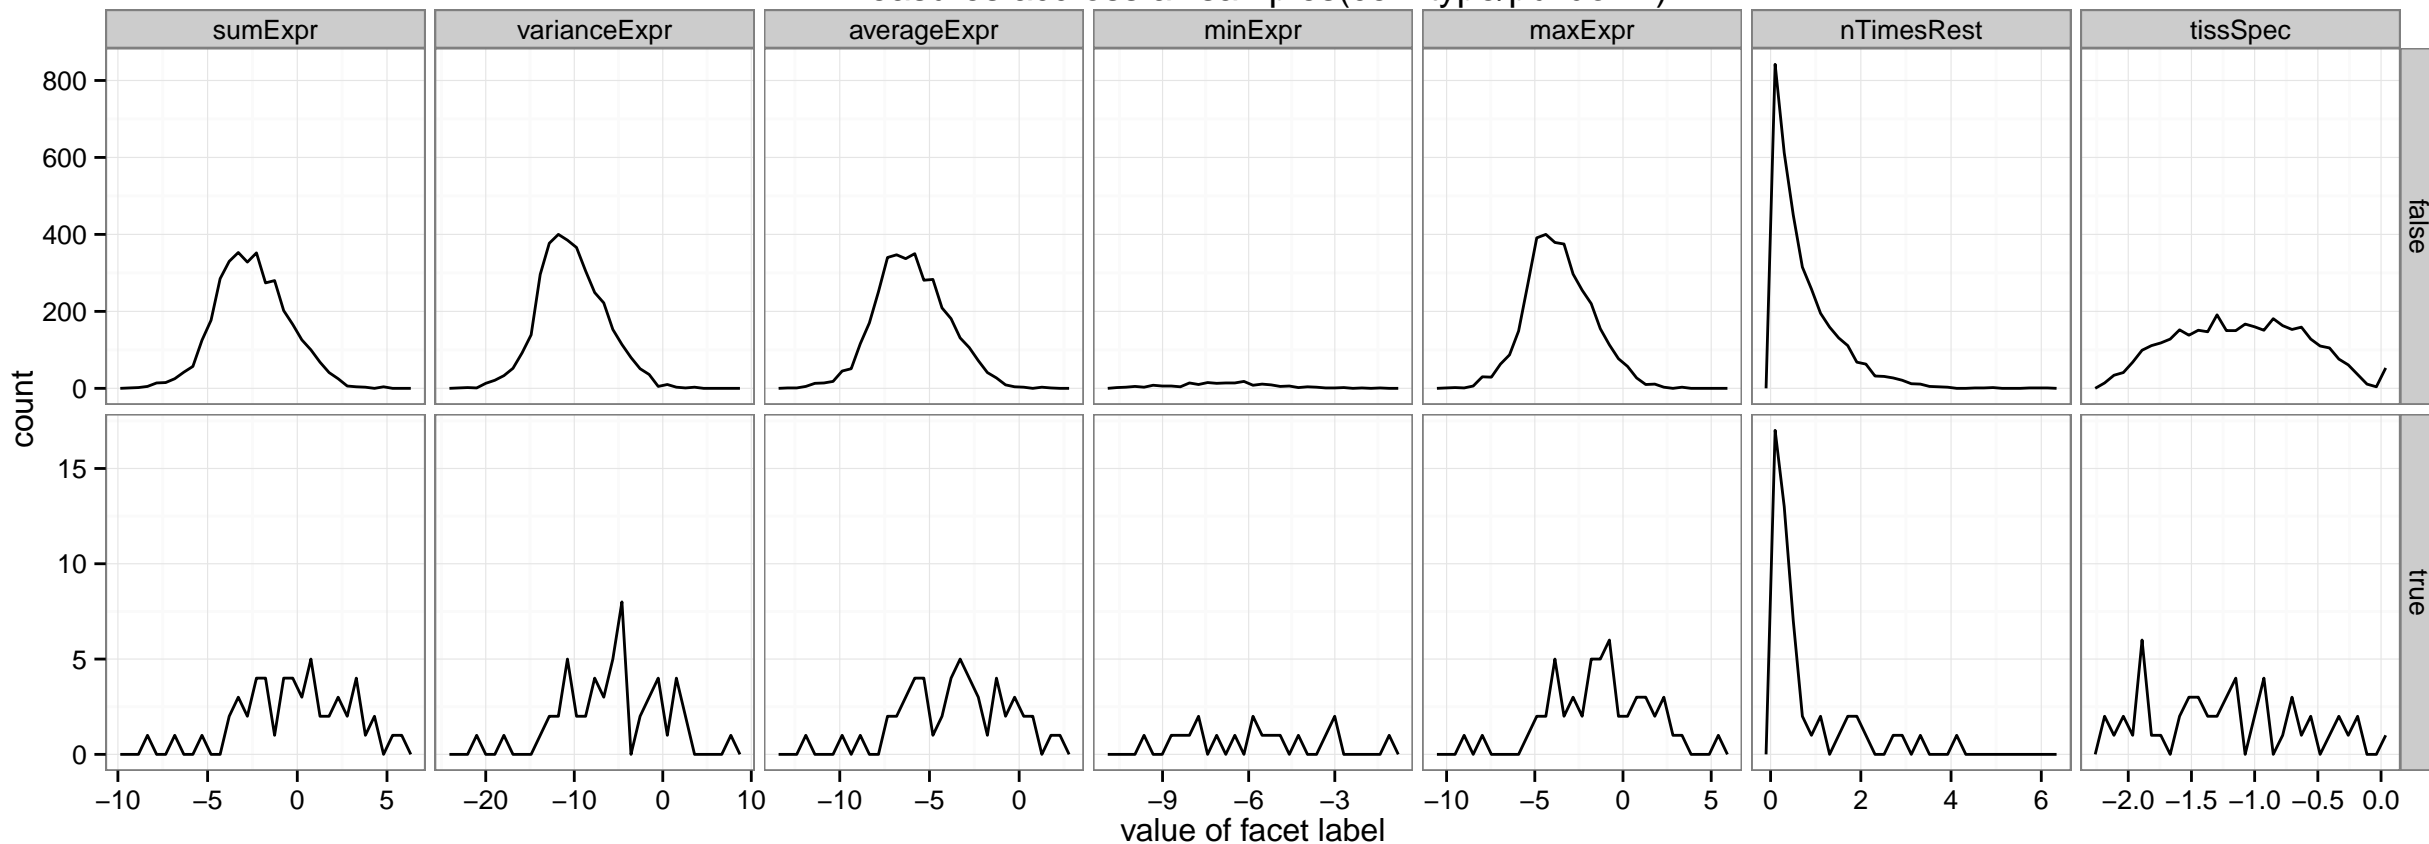 sumExpr varianceExpr averageExpr minExpr maxExpr nTimesRest tissSpec
800
600
400
200
0
false
count
15
10
5
0
true
−10 −5 0 5 −20 −10 0 10 −10 −5 0 −9 −6 −3 −10 −5 0 5 0 2 4 6 −2.0 −1.5 −1.0 −0.5 0.0
value of facet label